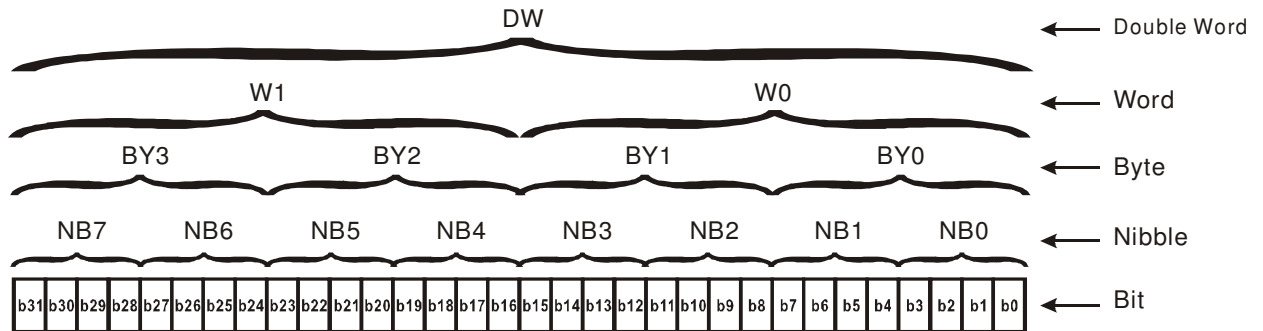 DW Double Word
W1 W0 Word
BY3 BY2 BY1 BY0 Byte
NB7 NB6 NB5 NB4 NB3 NB2 NB1 NB0 Nibble
b31 b30 b29 b28 b27 b26 b25 b24 b23 b22 b21 b20 b19 b18 b17 b16 b15 b14 b13 b12 b11 b10 b9 b8 b7 b6 b5 b4 b3 b2 b1 b0 Bit